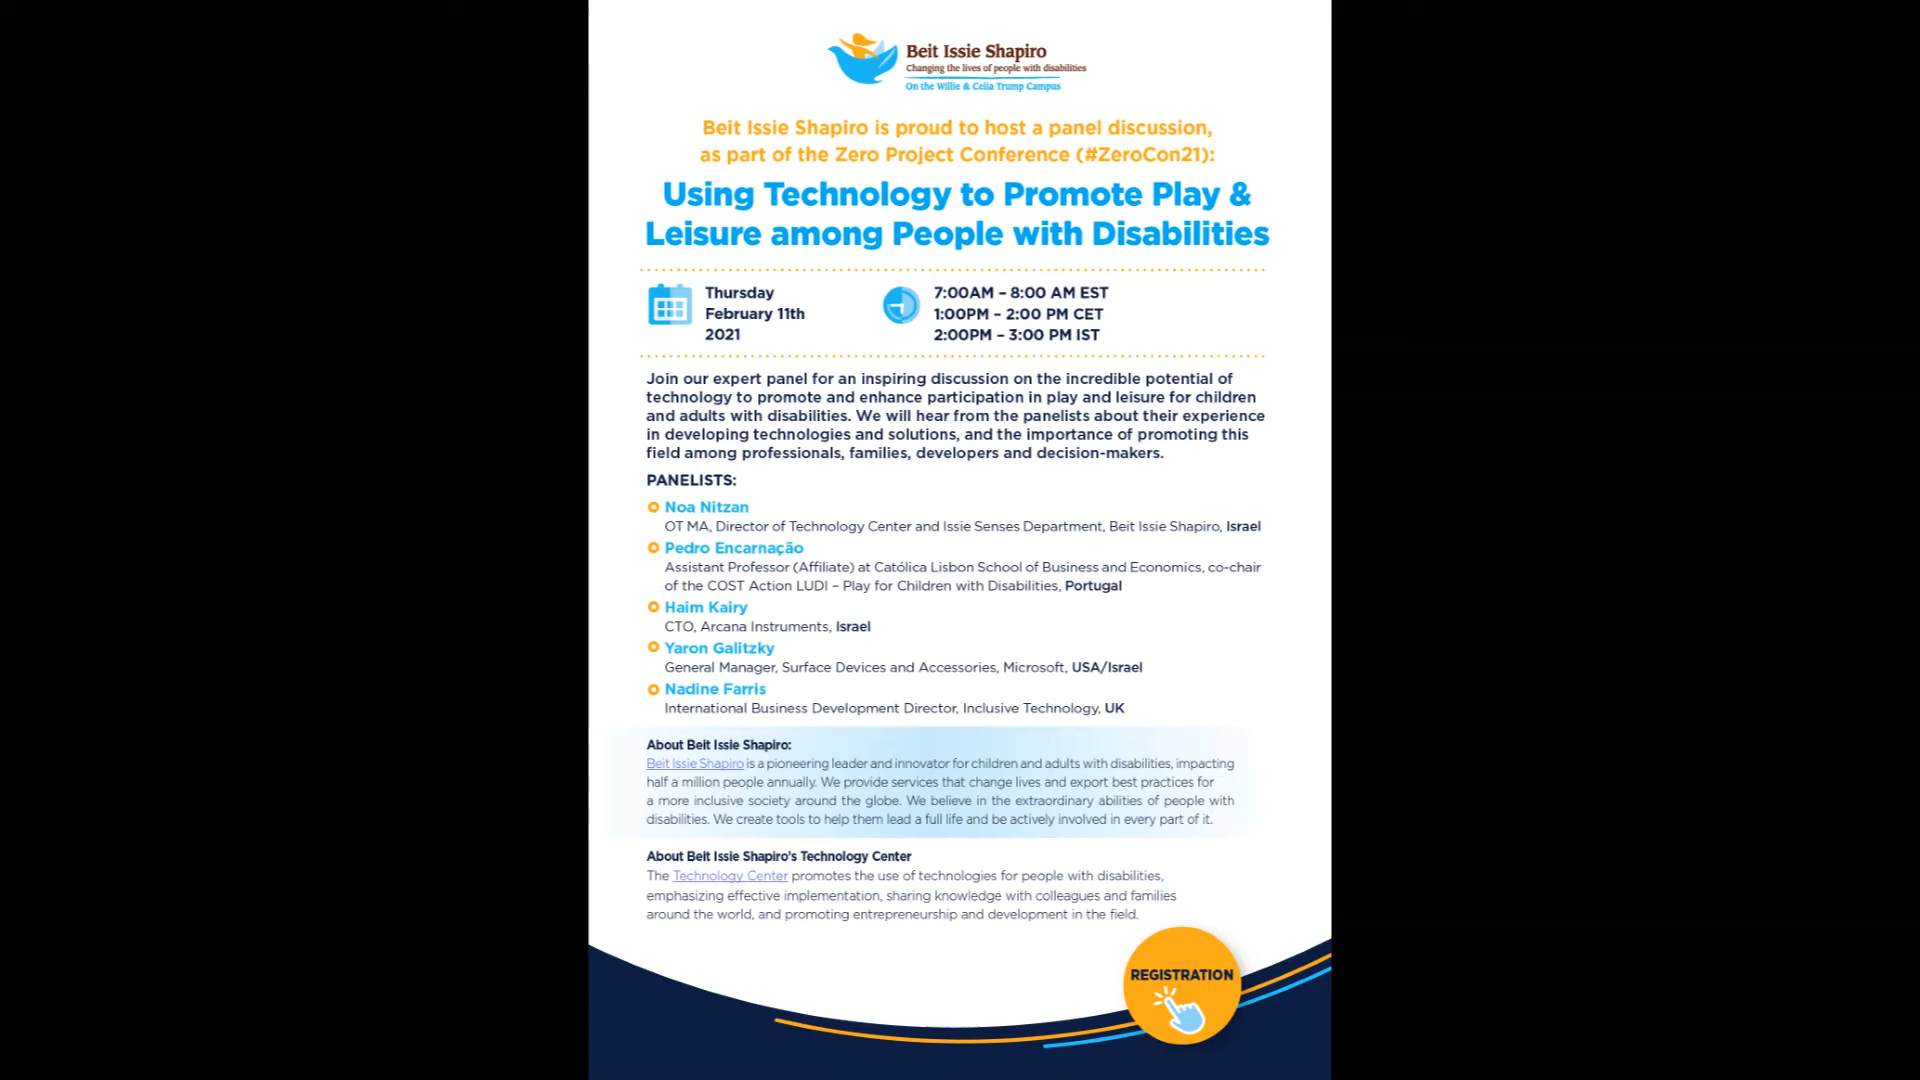 Beit Issie Shapiro
Changing the lives of people with disabilities
On the Willie & Celia Trump Campus
Beit Issie Shapiro is proud to host a panel discussion,
as part of the Zero Project Conference (#ZeroCon21):
Using Technology to Promote Play &
Leisure among People with Disabilities
Thursday
February 11th
2021
7:00AM – 8:00 AM EST
1:00PM – 2:00 PM CET
2:00PM – 3:00 PM IST
Join our expert panel for an inspiring discussion on the incredible potential of
technology to promote and enhance participation in play and leisure for children
and adults with disabilities. We will hear from the panelists about their experience
in developing technologies and solutions, and the importance of promoting this
field among professionals, families, developers and decision-makers.
PANELISTS:
Noa Nitzan
OT MA, Director of Technology Center and Issie Senses Department, Beit Issie Shapiro, Israel
Pedro Encarnação
Assistant Professor (Affiliate) at Católica Lisbon School of Business and Economics, co-chair
of the COST Action LUDI – Play for Children with Disabilities, Portugal
Haim Kairy
CTO, Arcana Instruments, Israel
Yaron Galitzky
General Manager, Surface Devices and Accessories, Microsoft, USA/Israel
Nadine Farris
International Business Development Director, Inclusive Technology, UK
About Beit Issie Shapiro:
Beit Issie Shapiro is a pioneering leader and innovator for children and adults with disabilities, impacting
half a million people annually. We provide services that change lives and export best practices for
a more inclusive society around the globe. We believe in the extraordinary abilities of people with
disabilities. We create tools to help them lead a full life and be actively involved in every part of it.
About Beit Issie Shapiro's Technology Center
The Technology Center promotes the use of technologies for people with disabilities,
emphasizing effective implementation, sharing knowledge with colleagues and families
around the world, and promoting entrepreneurship and development in the field.
REGISTRATION